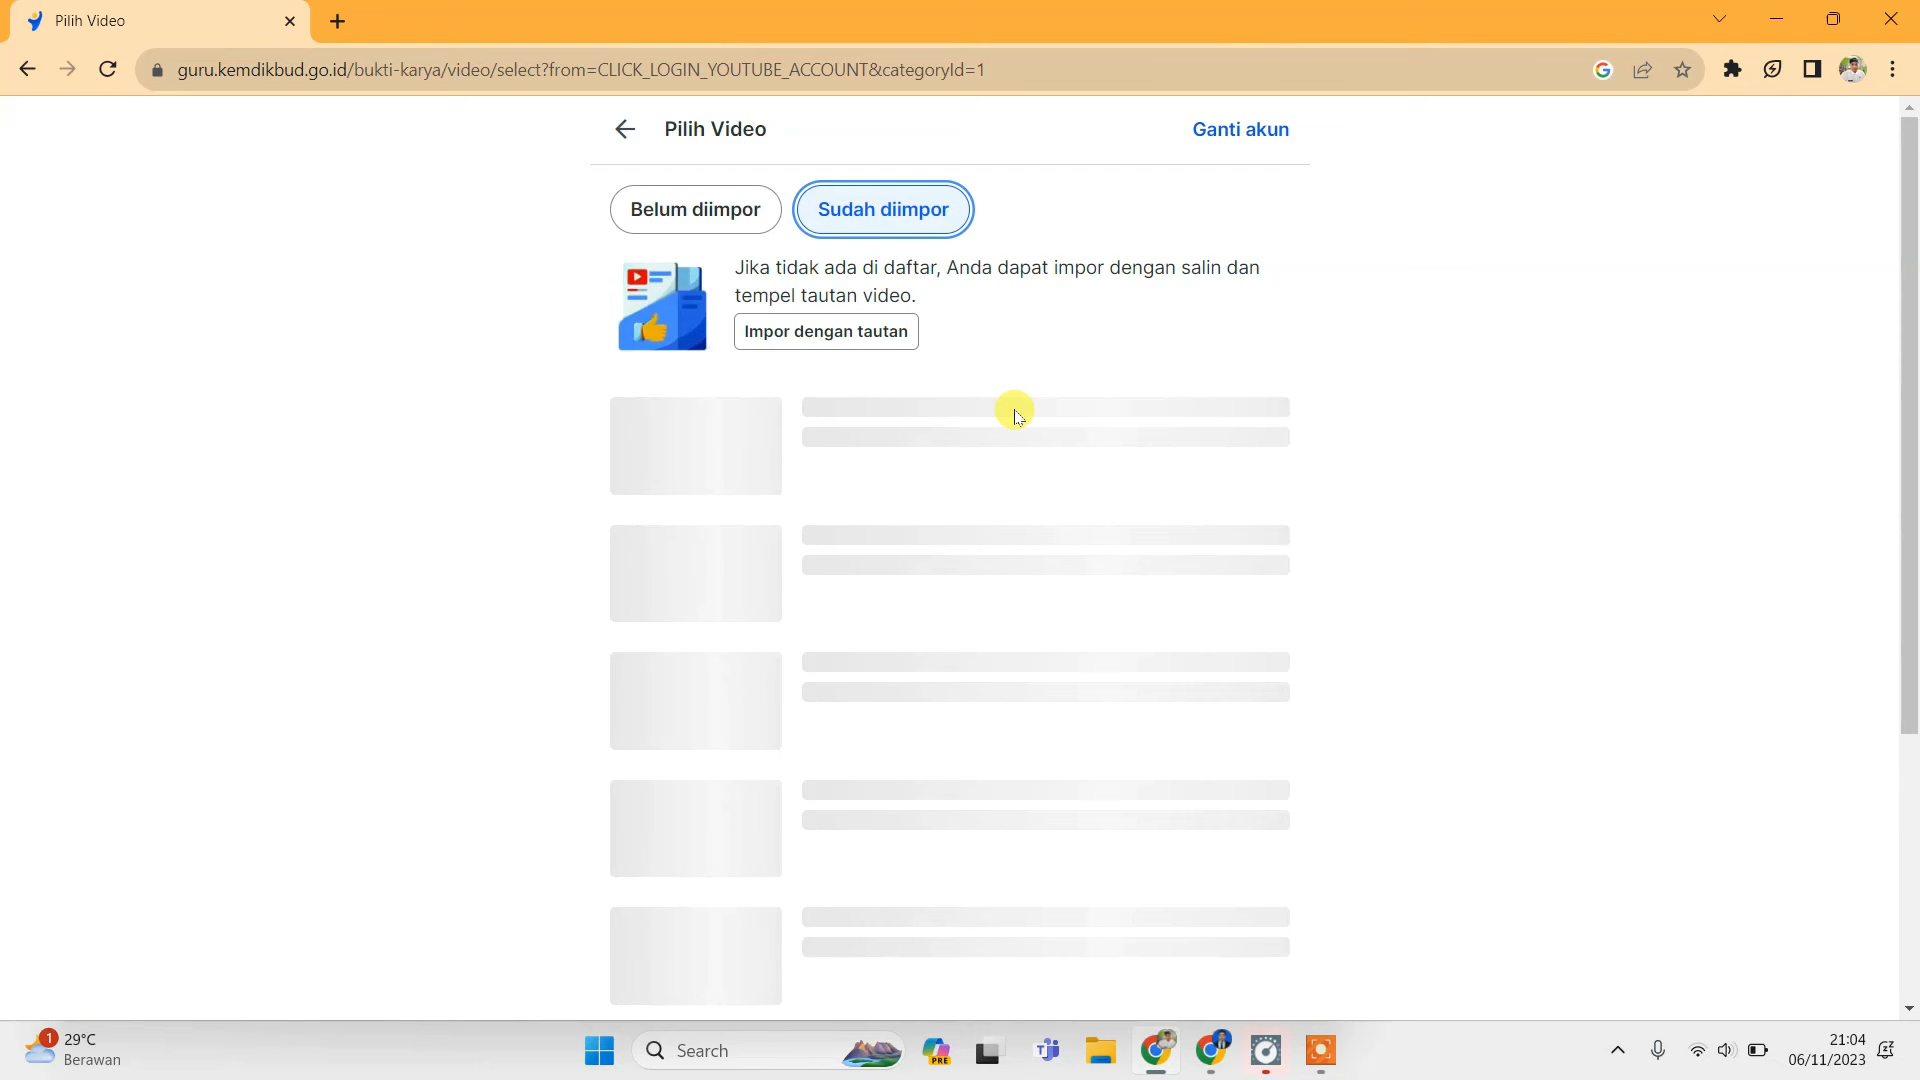 Pilih Video
guru.kemdikbud.go.id/bukti-karya/video/select?from=CLICK_LOGIN_YOUTUBE_ACCOUNT&categoryId=1
Pilih Video
Ganti akun
Belum diimpor
Sudah diimpor
Jika tidak ada di daftar, Anda dapat impor dengan salin dan
tempel tautan video.
Impor dengan tautan
1
29°C
Berawan
Search
PRE
21:04
06/11/2023